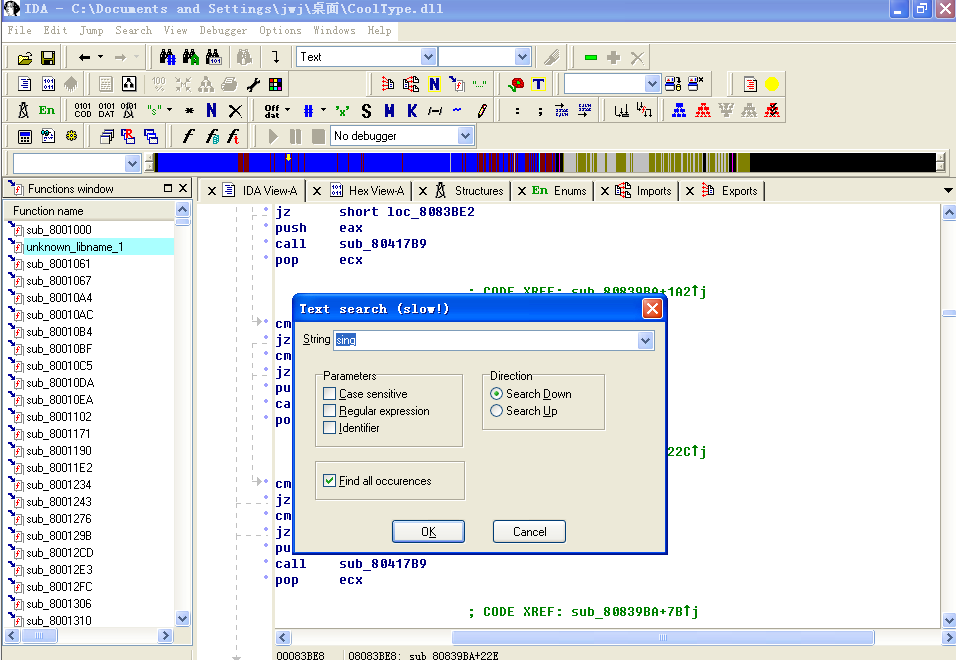 IDA - C:\Documents and Settings\jwj\桌面\CoolType.dll
File Edit Jump Search View Debugger Options Windows Help
Text
En
Off dat
No debugger
Functions window
IDA View-A
Hex View-A
Structures
En Enums
Imports
Exports
Function name
sub_8001000
unknown_libname_1
sub_8001061
sub_8001067
sub_80010A4
sub_80010AC
sub_80010B4
sub_80010BF
sub_80010C5
sub_80010DA
sub_80010EA
sub_8001102
sub_8001171
sub_8001190
sub_80011E2
sub_8001234
sub_8001243
sub_8001276
sub_800129B
sub_80012CD
sub_80012E3
sub_80012FC
sub_8001306
sub_8001310
jz short loc_8083BE2
push eax
call sub_80417B9
pop ecx
; CODE XREF: sub_80839BA+1A2↑j
cm
jz
cm
jz
pu
ca
po
22C↑j
cm
jz
cm
jz
pu
call sub_80417B9
pop ecx
; CODE XREF: sub_80839BA+7B↑j
Text search (slow!)
String sing
Parameters
Case sensitive
Regular expression
Identifier
Direction
Search Down
Search Up
Find all occurences
OK
Cancel
00083BE8 08083BE8: sub_80839BA+22E